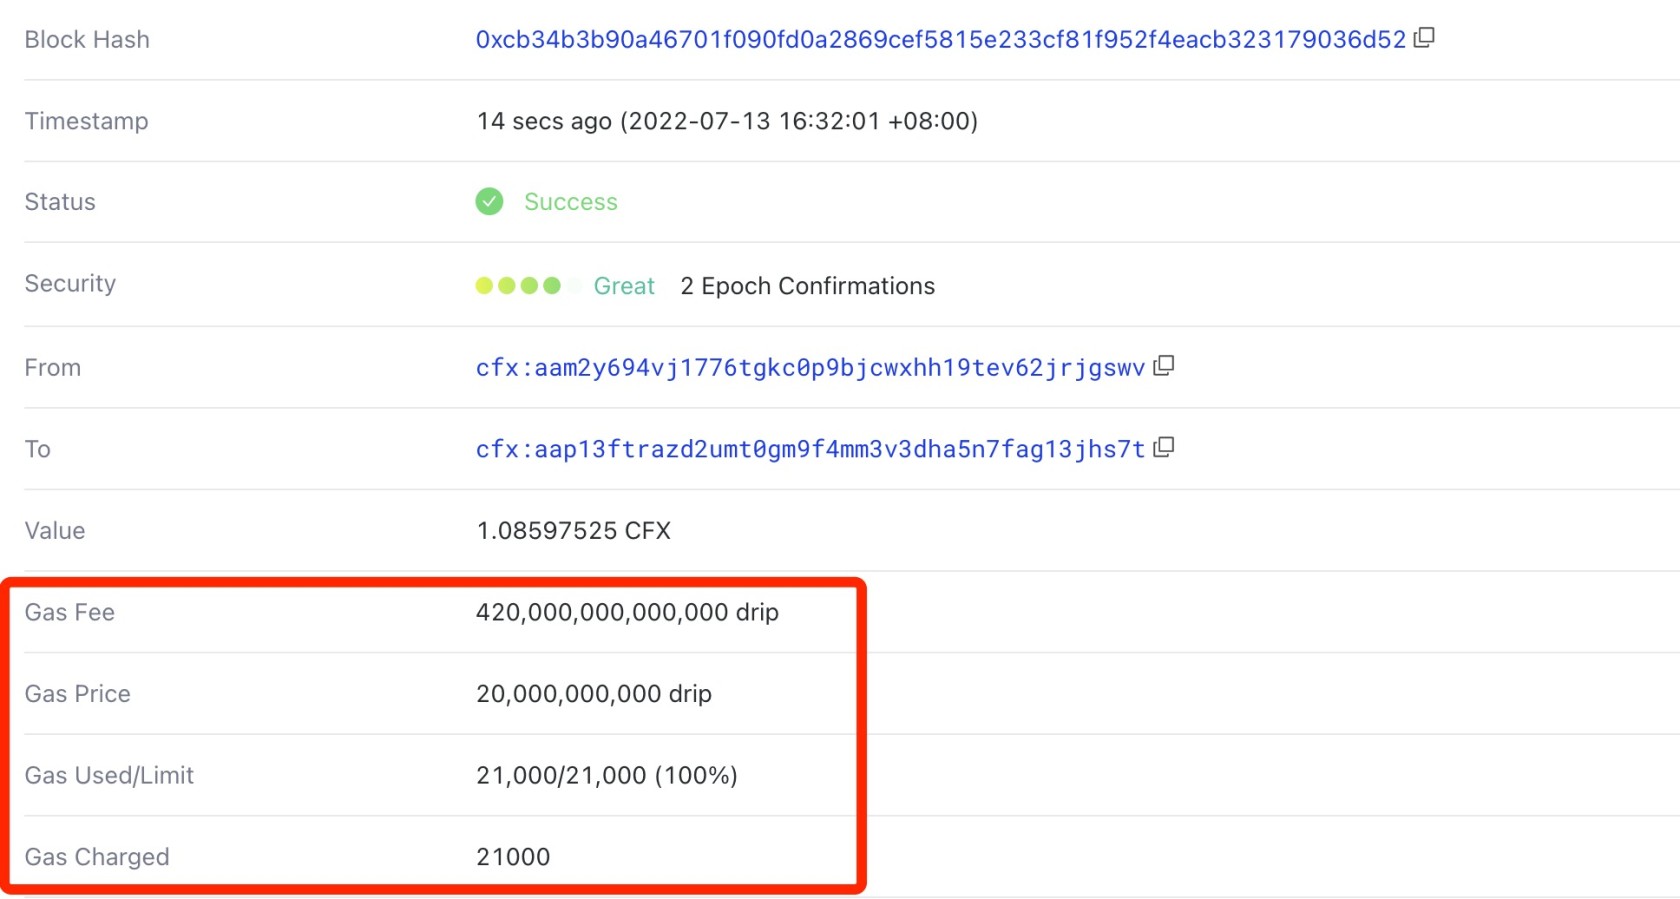 Block Hash 0xcb34b3b90a46701f090fd0a2869cef5815e233cf81f952f4eacb323179036d52
Timestamp 14 secs ago (2022-07-13 16:32:01 +08:00)
Status Success
Security Great 2 Epoch Confirmations
From cfx:aam2y694vj1776tgkc0p9bjcwxhh19tev62jrjgswv
To cfx:aap13ftrazd2umt0gm9f4mm3v3dha5n7fag13jhs7t
Value 1.08597525 CFX
Gas Fee 420,000,000,000,000 drip
Gas Price 20,000,000,000 drip
Gas Used/Limit 21,000/21,000 (100%)
Gas Charged 21000